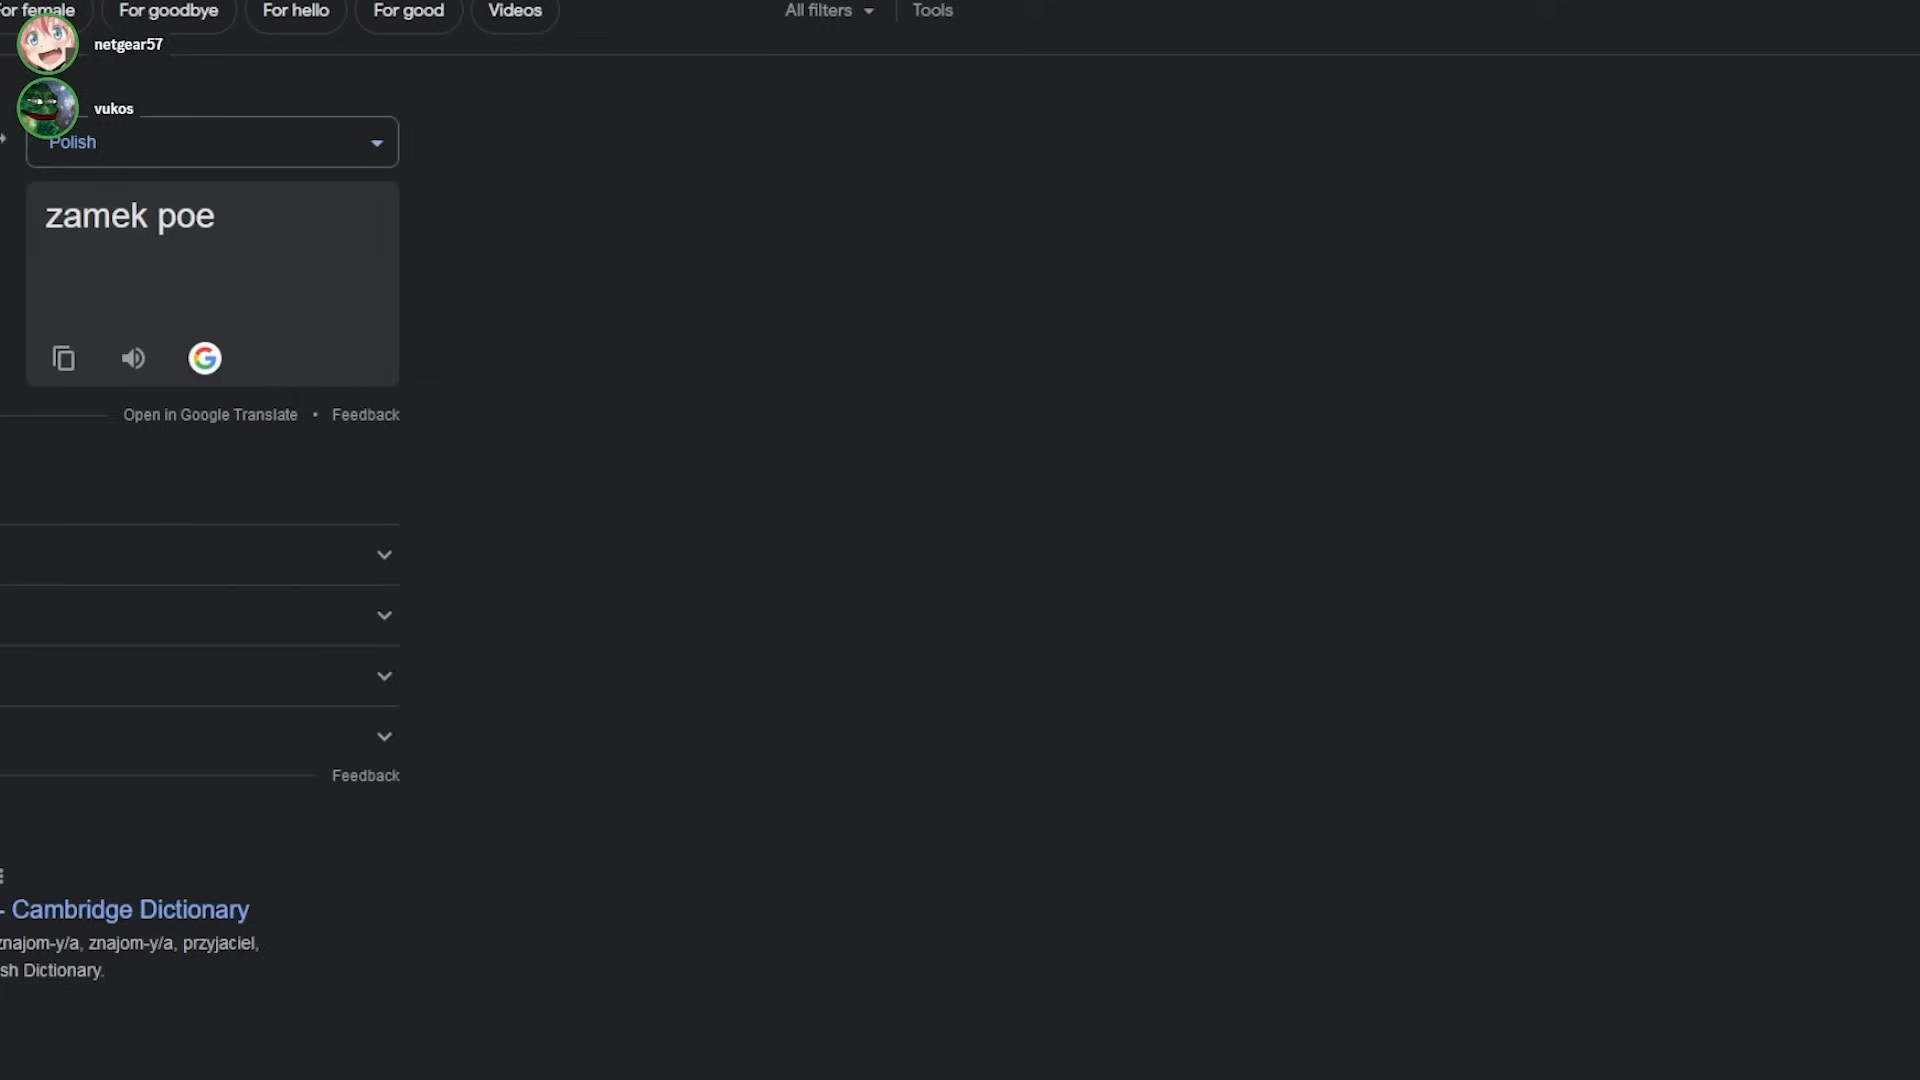 For female For goodbye For hello For good Videos All filters Tools
netgear57
vukos
Polish
zamek poe
Open in Google Translate • Feedback
Feedback
- Cambridge Dictionary
znajom-y/a, znajom-y/a, przyjaciel,
sh Dictionary.